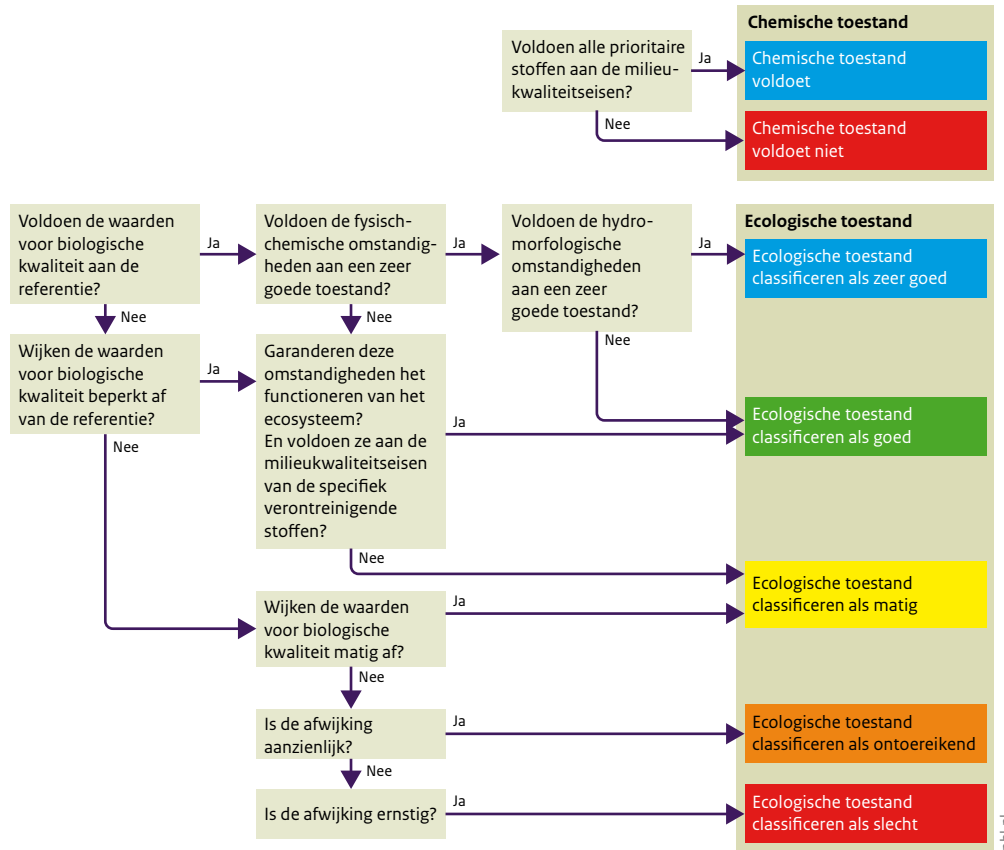 Chemische toestand
Voldoen alle prioritaire
stoffen aan de milieu-
kwaliteitseisen?
Ja
Chemische toestand
voldoet
Nee
Chemische toestand
voldoet niet
Voldoen de waarden
voor biologische
kwaliteit aan de
referentie?
Ja
Voldoen de fysisch-
chemische omstandig-
heden aan een zeer
goede toestand?
Ja
Voldoen de hydro-
morfologische
omstandigheden
aan een zeer
goede toestand?
Ja
Ecologische toestand
Ecologische toestand
classificeren als zeer goed
Nee
Nee
Nee
Wijken de waarden
voor biologische
kwaliteit beperkt af
van de referentie?
Ja
Garanderen deze
omstandigheden het
functioneren van het
ecosysteem?
En voldoen ze aan de
milieukwaliteitseisen
van de specifiek
verontreinigende
stoffen?
Ja
Ecologische toestand
classificeren als goed
Nee
Nee
Ecologische toestand
classificeren als matig
Wijken de waarden
voor biologische
kwaliteit matig af?
Ja
Nee
Is de afwijking
aanzienlijk?
Ja
Ecologische toestand
classificeren als ontoereikend
Nee
Is de afwijking ernstig?
Ja
Ecologische toestand
classificeren als slecht